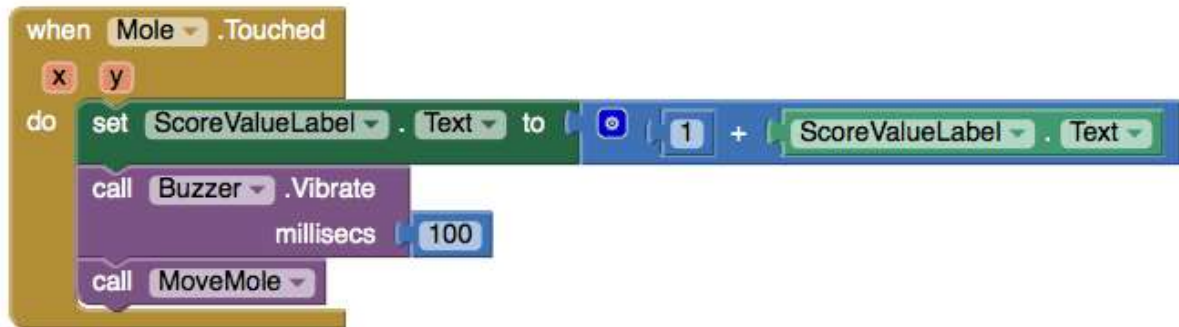 when Mole .Touched
x y
do set ScoreValueLabel . Text to 1 + ScoreValueLabel . Text
call Buzzer .Vibrate
millisecs 100
call MoveMole